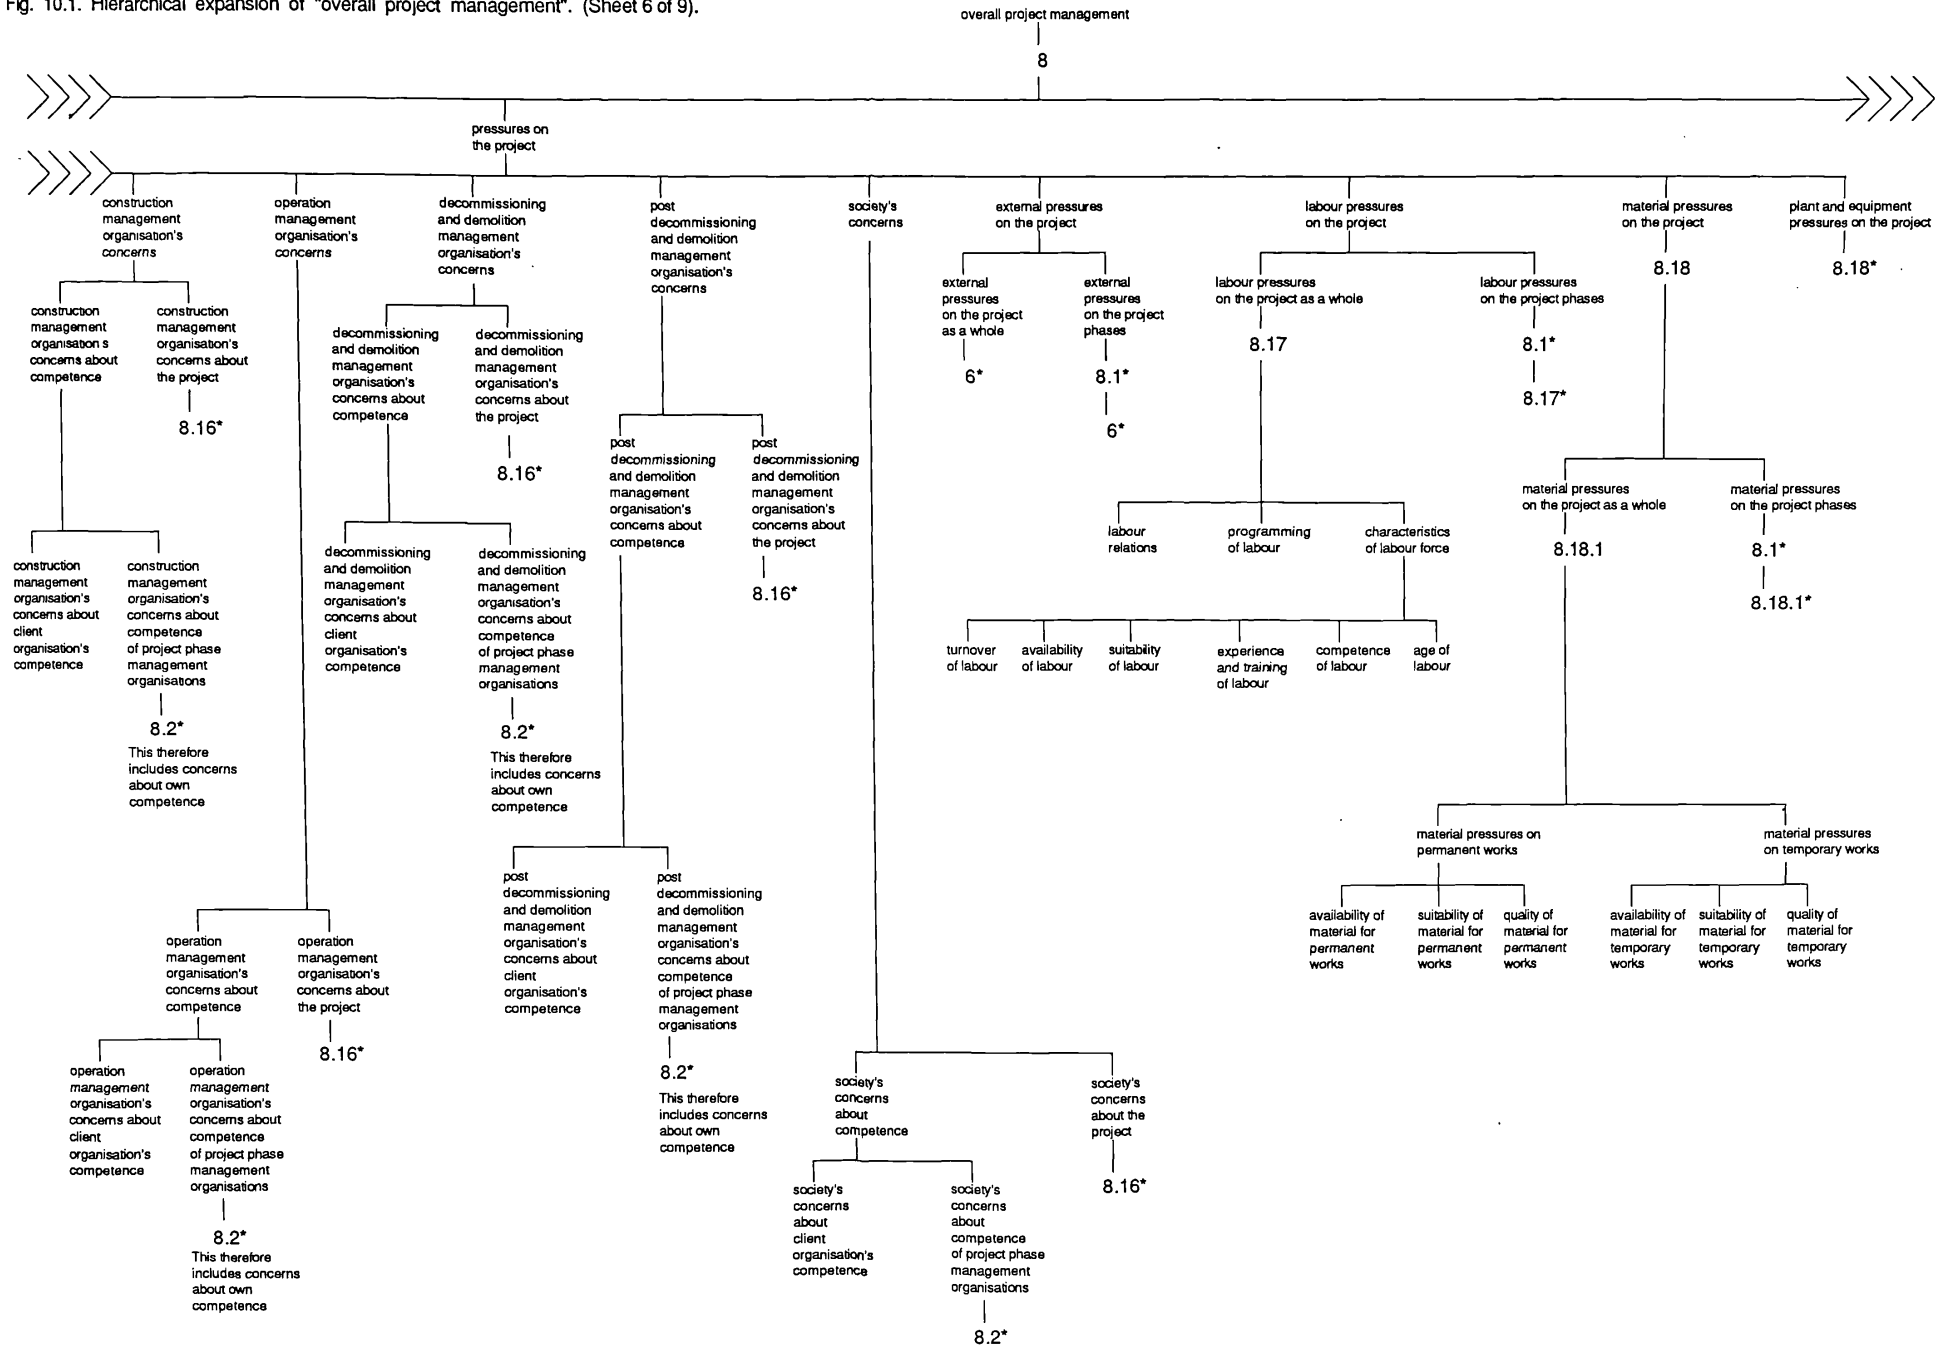 Fig. 10.1. Hierarchical expansion of "overall project management". (Sheet 6 of 9).
overall project management
8
pressures on
the project
construction
management
organisation's
concerns
operation
management
organisation's
concerns
decommissioning
and demolition
management
organisation's
concerns
post
decommissioning
and demolition
management
organisation's
concerns
society's
concerns
external pressures
on the project
labour pressures
on the project
material pressures
on the project
8.18
plant and equipment
pressures on the project
8.18*
construction
management
organisation s
concerns about
competence
construction
management
organisation's
concerns about
the project
8.16*
decommissioning
and demolition
management
organisation's
concerns about
competence
decommissioning
and demolition
management
organisation's
concerns about
the project
8.16*
external
pressures
on the project
as a whole
6*
external
pressures
on the project
phases
8.1*
6*
labour pressures
on the project as a whole
8.17
labour pressures
on the project phases
8.1*
8.17*
post
decommissioning
and demolition
management
organisation's
concerns about
competence
post
decommissioning
and demolition
management
organisation's
concerns about
the project
8.16*
material pressures
on the project as a whole
8.18.1
material pressures
on the project phases
8.1*
8.18.1*
labour
relations
programming
of labour
characteristics
of labour force
construction
management
organisation's
concerns about
client
organisation's
competence
construction
management
organisation's
concerns about
competence
of project phase
management
organisations
8.2*
This therefore
includes concerns
about own
competence
decommissioning
and demolition
management
organisation's
concerns about
client
organisation's
competence
decommissioning
and demolition
management
organisation's
concerns about
competence
of project phase
management
organisations
8.2*
This therefore
includes concerns
about own
competence
turnover
of labour
availability
of labour
suitability
of labour
experience
and training
of labour
competence
of labour
age of
labour
material pressures on
permanent works
material pressures
on temporary works
availability of
material for
permanent
works
suitability of
material for
permanent
works
quality of
material for
permanent
works
availability of
material for
temporary
works
suitability of
material for
temporary
works
quality of
material for
temporary
works
post
decommissioning
and demolition
management
organisation's
concerns about
client
organisation's
competence
post
decommissioning
and demolition
management
organisation's
concerns about
competence
of project phase
management
organisations
8.2*
This therefore
includes concerns
about own
competence
operation
management
organisation's
concerns about
competence
operation
management
organisation's
concerns about
the project
8.16*
operation
management
organisation's
concerns about
client
organisation's
competence
operation
management
organisation's
concerns about
competence
of project phase
management
organisations
8.2*
This therefore
includes concerns
about own
competence
society's
concerns
about
competence
society's
concerns
about the
project
8.16*
society's
concerns
about
client
organisation's
competence
society's
concerns
about
competence
of project phase
management
organisations
8.2*